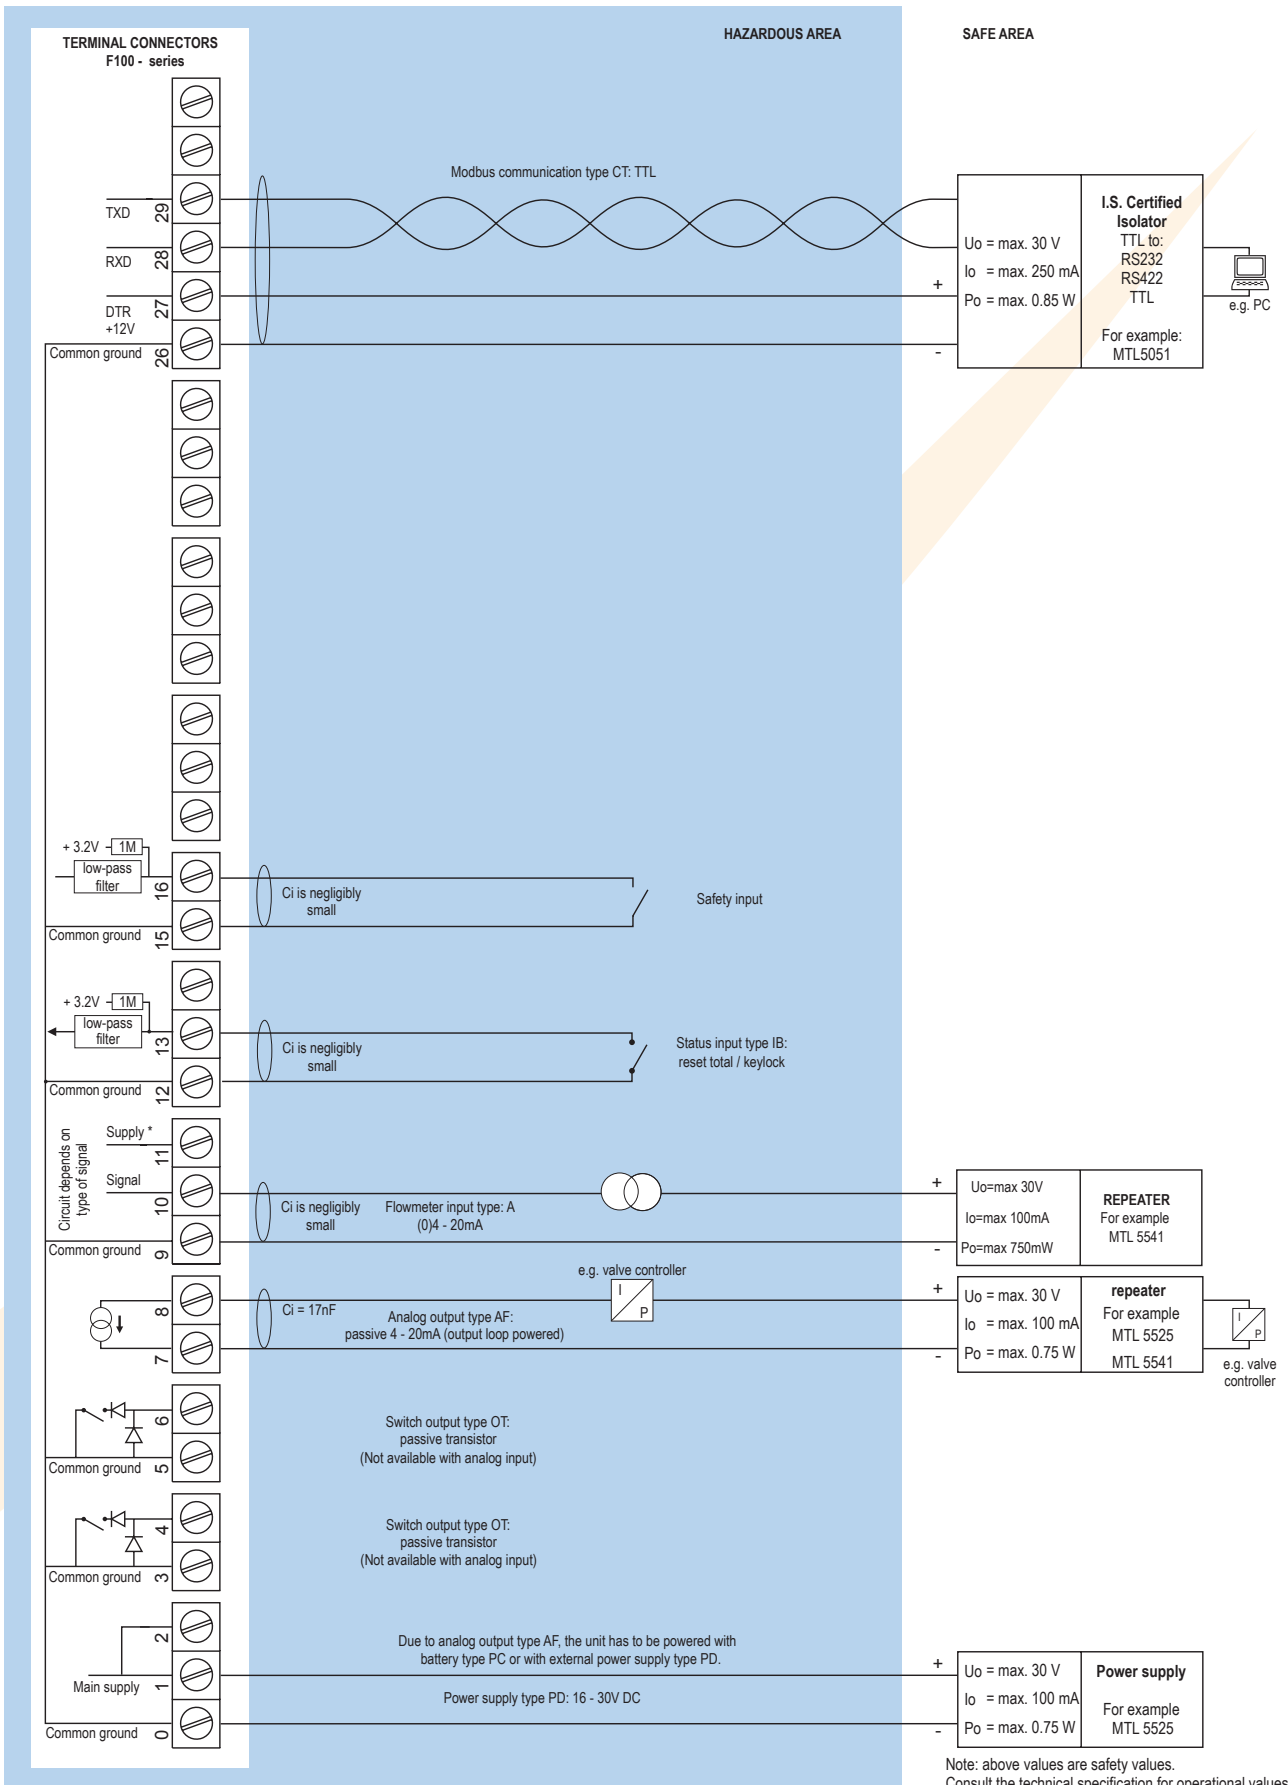 HAZARDOUS AREA
SAFE AREA
TERMINAL CONNECTORS
F100 - series
Modbus communication type CT: TTL
TXD
29
RXD
28
DTR
+12V
27
Common ground
26
+
-
Uo = max. 30 V
Io = max. 250 mA
Po = max. 0.85 W
I.S. Certified
Isolator
TTL to:
RS232
RS422
TTL
For example:
MTL5051
e.g. PC
+ 3.2V
1M
low-pass
filter
16
Common ground
15
Ci is negligibly
small
Safety input
+ 3.2V
1M
low-pass
filter
13
Common ground
12
Ci is negligibly
small
Status input type IB:
reset total / keylock
Circuit depends on
type of signal
Supply *
11
Signal
10
Common ground
9
Ci is negligibly
small
Flowmeter input type: A
(0)4 - 20mA
+
-
Uo=max 30V
Io=max 100mA
Po=max 750mW
REPEATER
For example
MTL 5541
8
7
Ci = 17nF
e.g. valve controller
I
P
Analog output type AF:
passive 4 - 20mA (output loop powered)
+
-
Uo = max. 30 V
Io = max. 100 mA
Po = max. 0.75 W
repeater
For example
MTL 5525
MTL 5541
I
P
e.g. valve
controller
6
Common ground
5
Switch output type OT:
passive transistor
(Not available with analog input)
4
Common ground
3
Switch output type OT:
passive transistor
(Not available with analog input)
2
Main supply
1
Common ground
0
Due to analog output type AF, the unit has to be powered with
battery type PC or with external power supply type PD.
Power supply type PD: 16 - 30V DC
+
-
Uo = max. 30 V
Io = max. 100 mA
Po = max. 0.75 W
Power supply
For example
MTL 5525
Note: above values are safety values.
Consult the technical specification for operational values